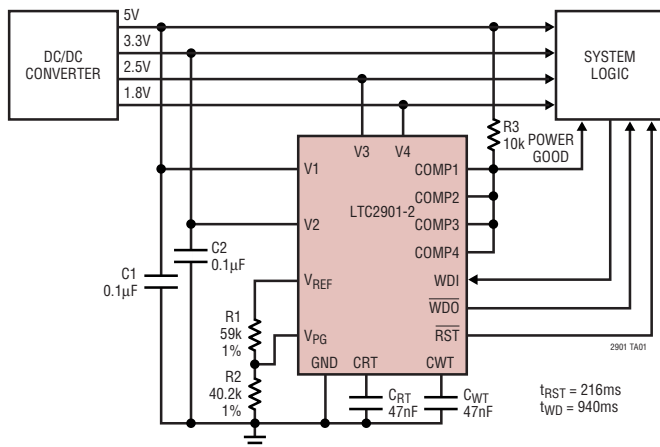 5V
3.3V
2.5V
1.8V
DC/DC
CONVERTER
SYSTEM
LOGIC
R3
10k
POWER
GOOD
V3
V4
V1
COMP1
COMP2
LTC2901-2
V2
COMP3
COMP4
C2
0.1µF
C1
0.1µF
VREF
WDI
WDO
R1
59k
1%
VPG
RST
2901 TA01
GND
CRT
CWT
R2
40.2k
1%
CRT
47nF
CWT
47nF
tRST = 216ms
tWD = 940ms